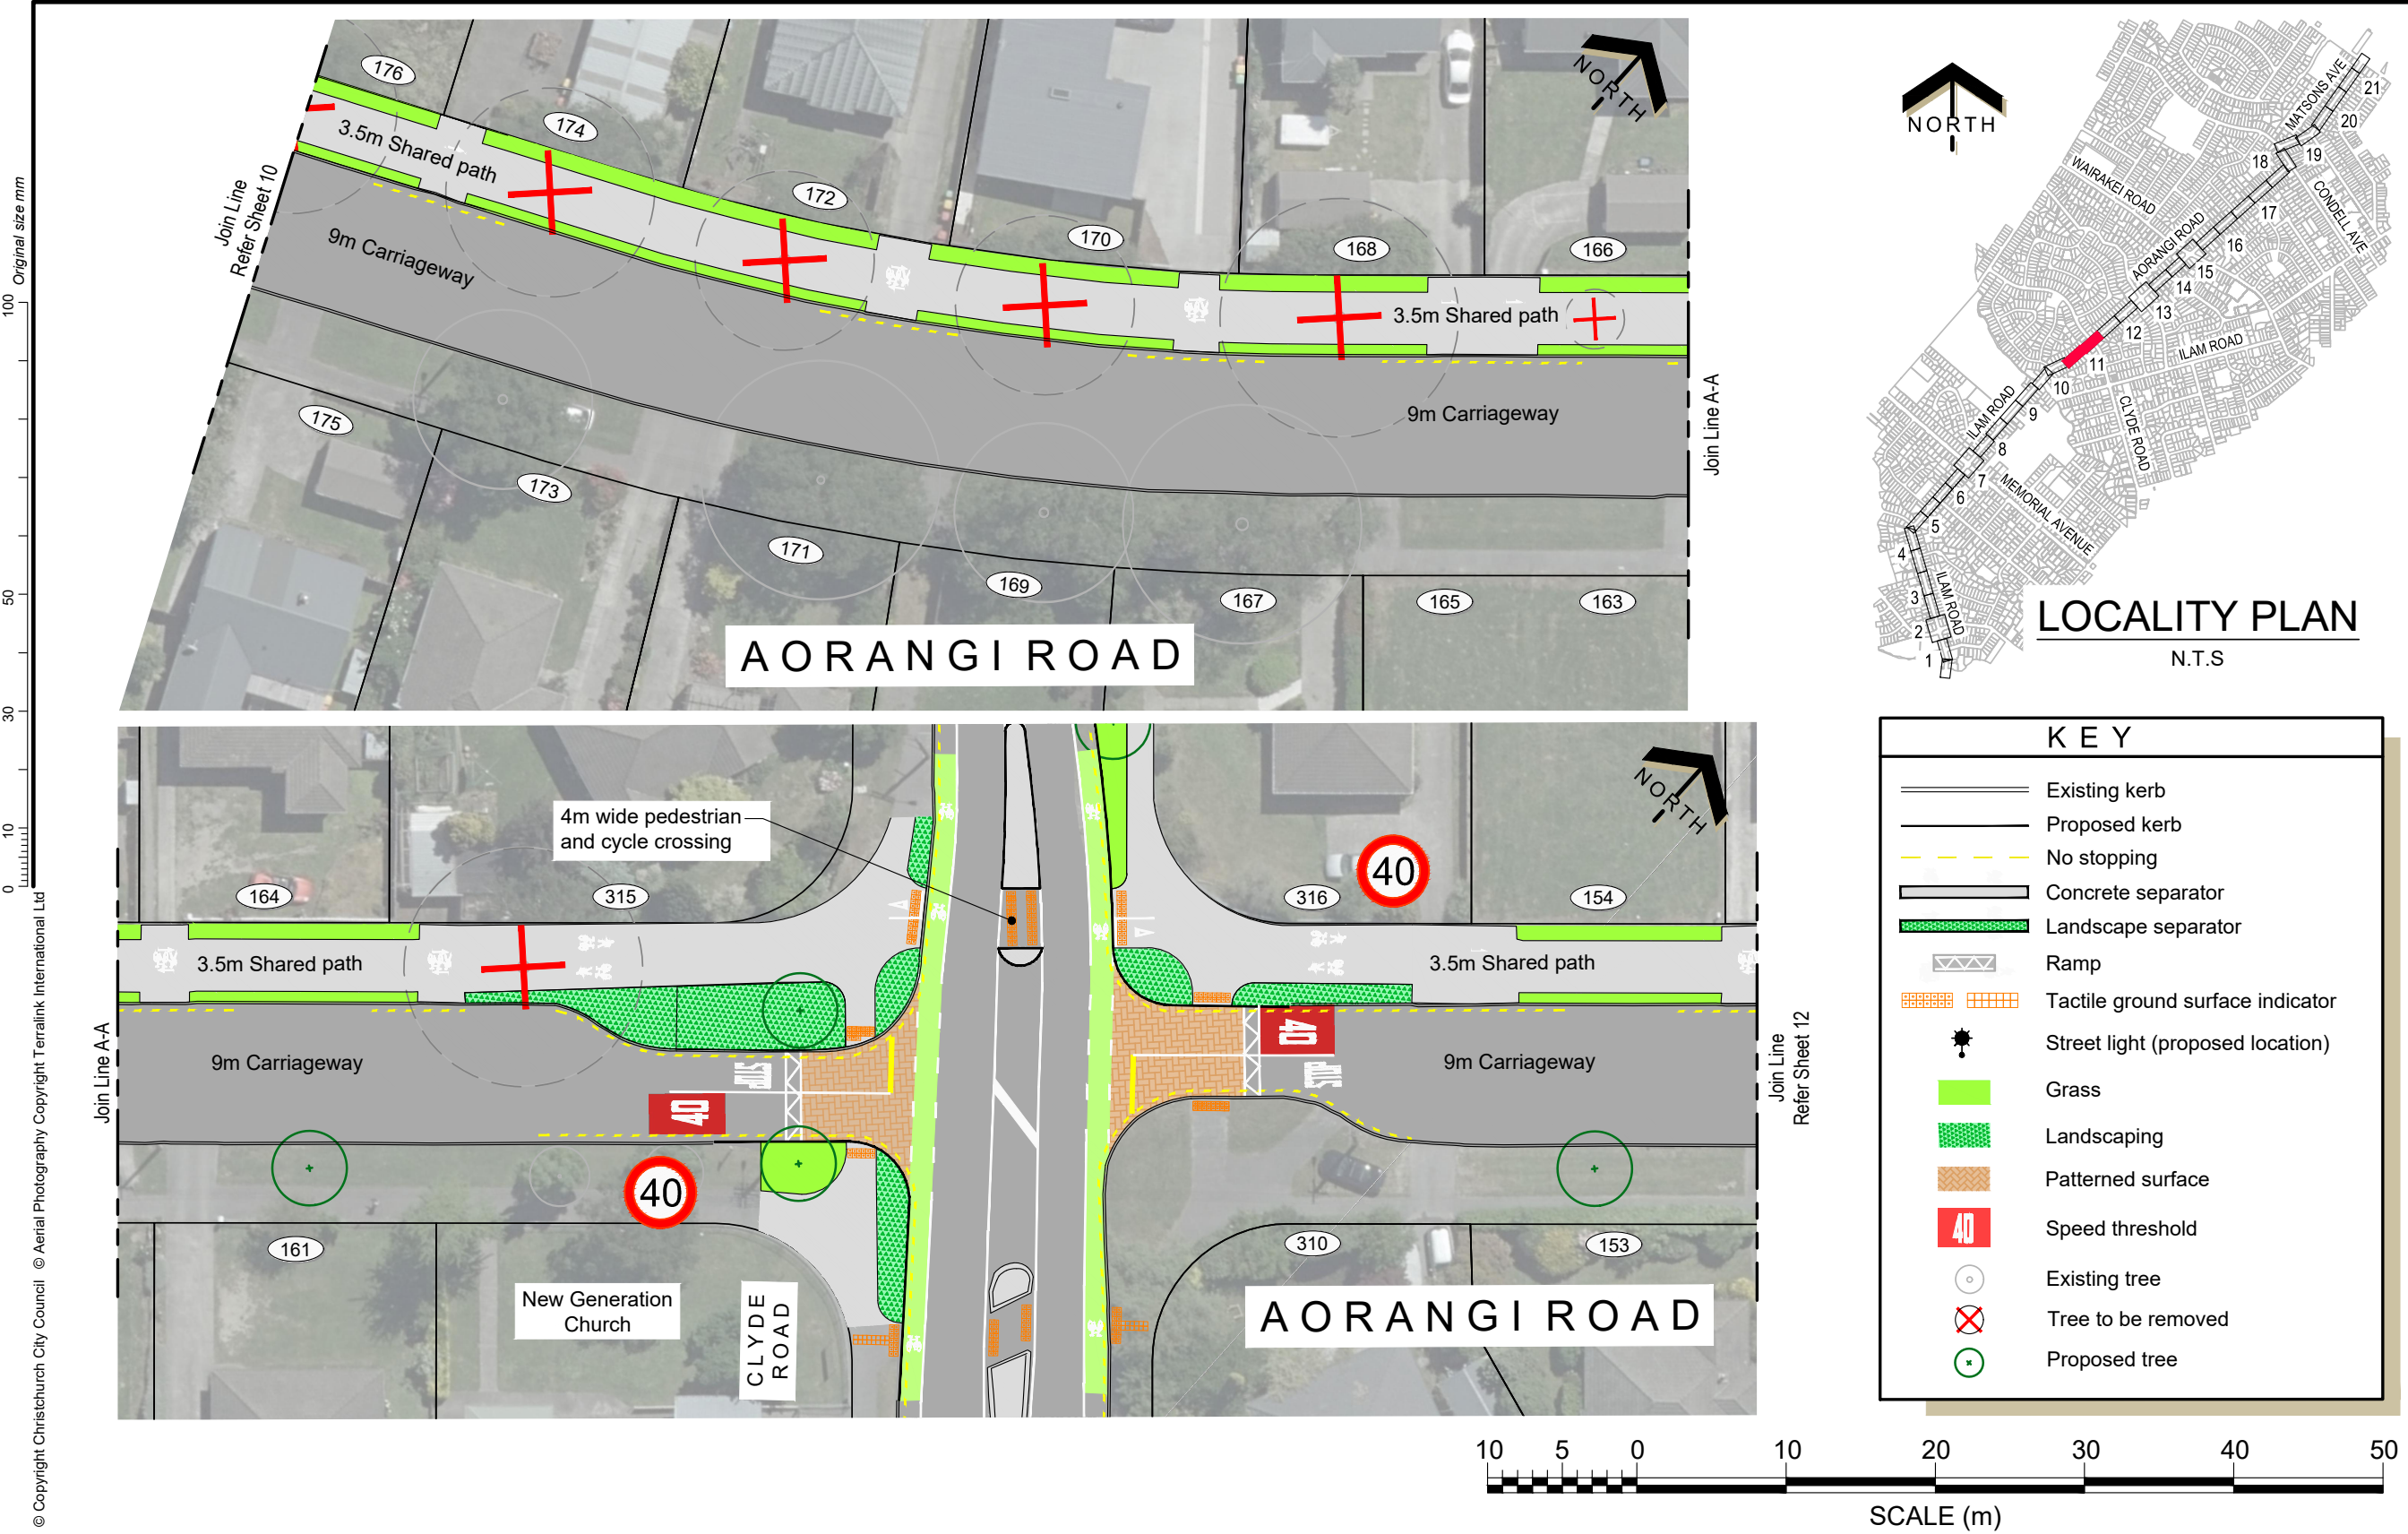 176
174
172
170
168
166
NORTH
3.5m Shared path
3.5m Shared path
Join Line
Refer Sheet 10
9m Carriageway
9m Carriageway
Join Line A-A
175
173
171
169
167
165
163
AORANGI ROAD
Original size mm
100
50
30
10
0
© Copyright Christchurch City Council © Aerial Photography Copyright Terralink International Ltd
NORTH
MATSONS AVE
WAIRAKEI ROAD
CONDELL AVE
AORANGI ROAD
ILAM ROAD
CLYDE ROAD
ILAM ROAD
MEMORIAL AVENUE
ILAM ROAD
21
20
19
18
17
16
15
14
13
12
11
10
9
8
7
6
5
4
3
2
1
LOCALITY PLAN
N.T.S
4m wide pedestrian
and cycle crossing
NORTH
164
315
316
40
154
3.5m Shared path
3.5m Shared path
Join Line A-A
9m Carriageway
STOP
40
40
STOP
9m Carriageway
Join Line
Refer Sheet 12
40
161
310
153
New Generation
Church
CLYDE
ROAD
AORANGI ROAD
KEY
Existing kerb
Proposed kerb
No stopping
Concrete separator
Landscape separator
Ramp
Tactile ground surface indicator
Street light (proposed location)
Grass
Landscaping
Patterned surface
40
Speed threshold
Existing tree
Tree to be removed
Proposed tree
10 5 0 10 20 30 40 50
SCALE (m)